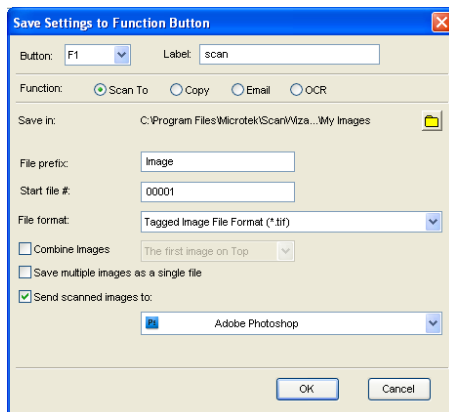 Save Settings to Function Button
Button: F1 Label: scan
Function: Scan To Copy Email OCR
Save in: C:\Program Files\Microtek\ScanWiza...\My Images
File prefix: Image
Start file #: 00001
File format: Tagged Image File Format (*.tif)
Combine Images The first image on Top
Save multiple images as a single file
Send scanned images to:
Ps Adobe Photoshop
OK Cancel